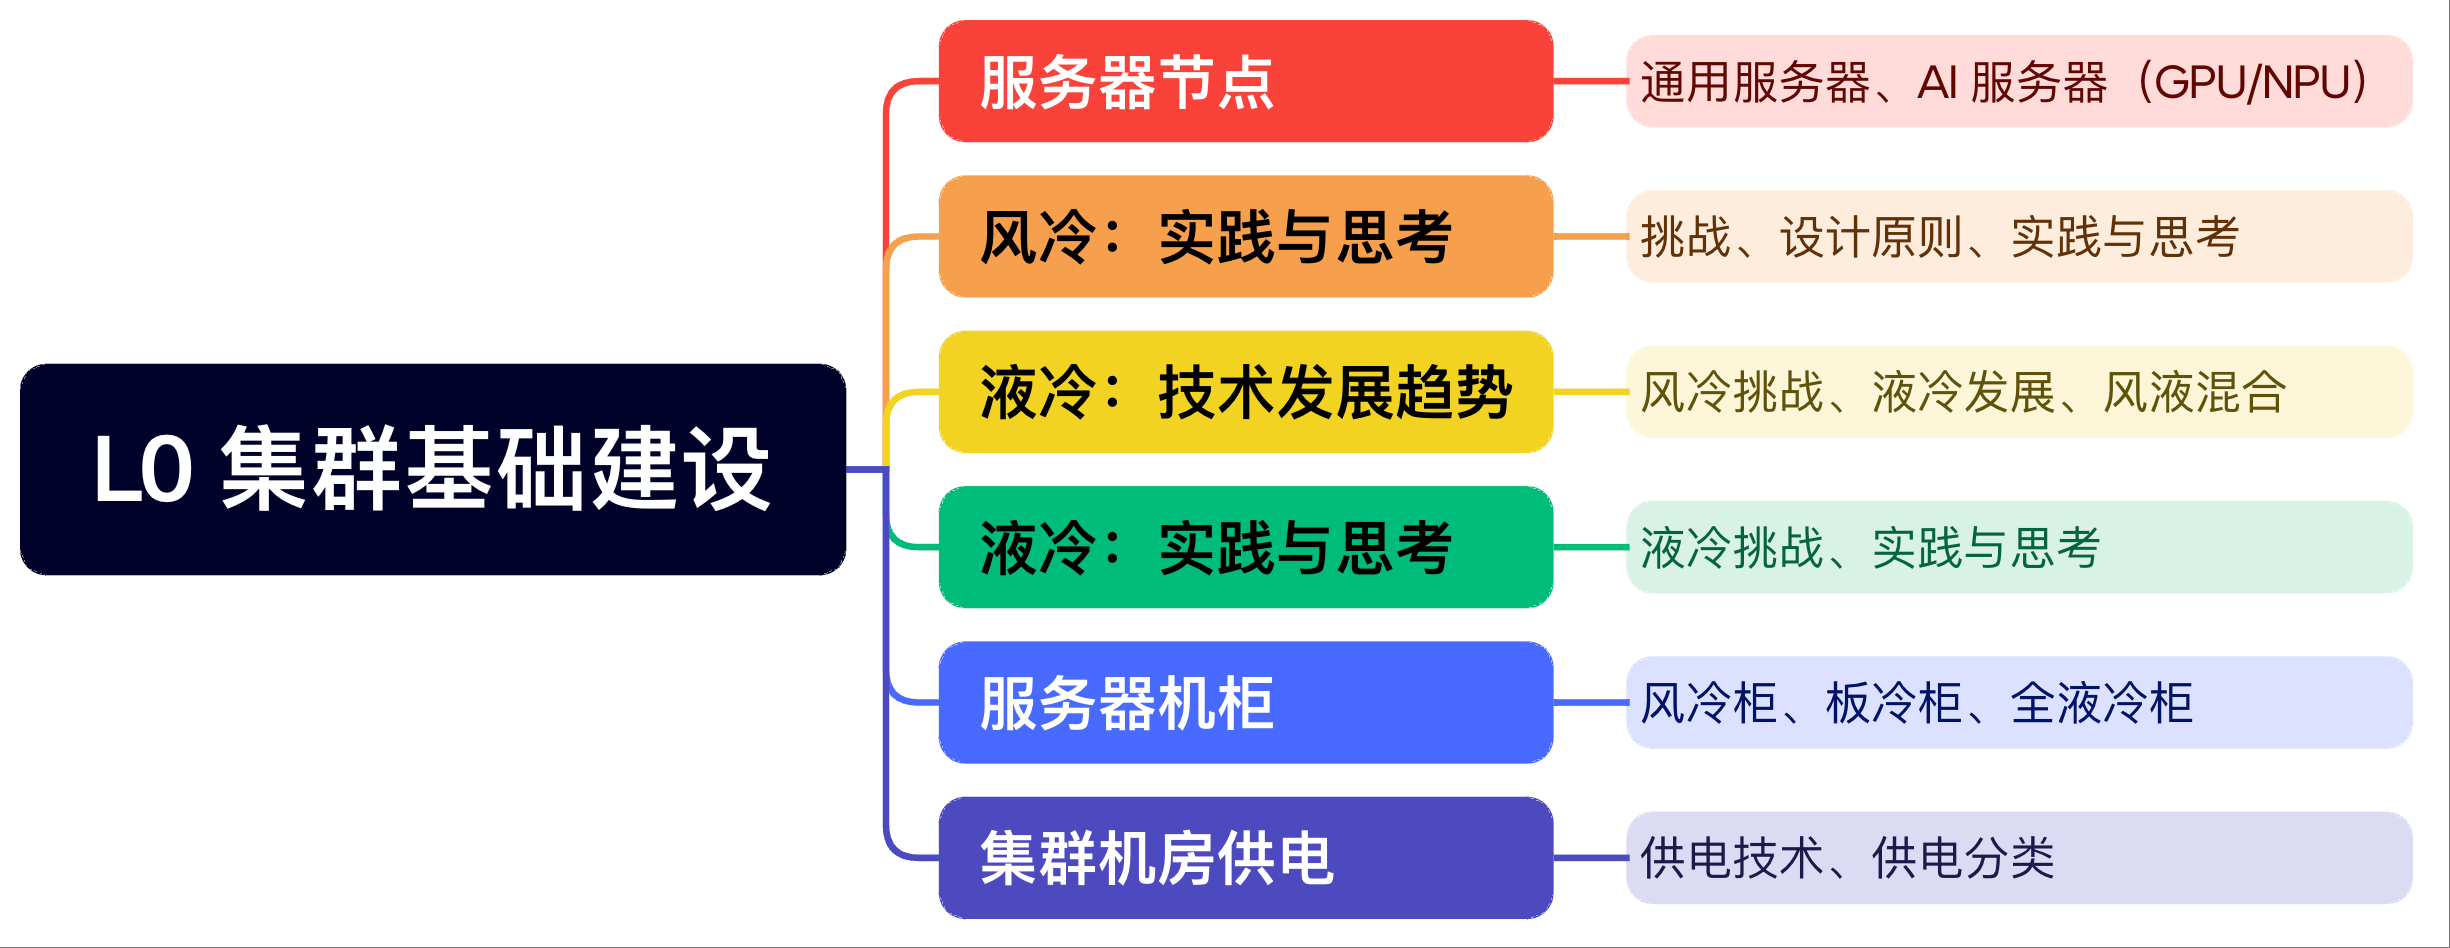 L0 集群基础建设
服务器节点
通用服务器、AI 服务器（GPU/NPU）
风冷：实践与思考
挑战、设计原则、实践与思考
液冷：技术发展趋势
风冷挑战、液冷发展、风液混合
液冷：实践与思考
液冷挑战、实践与思考
服务器机柜
风冷柜、板冷柜、全液冷柜
集群机房供电
供电技术、供电分类